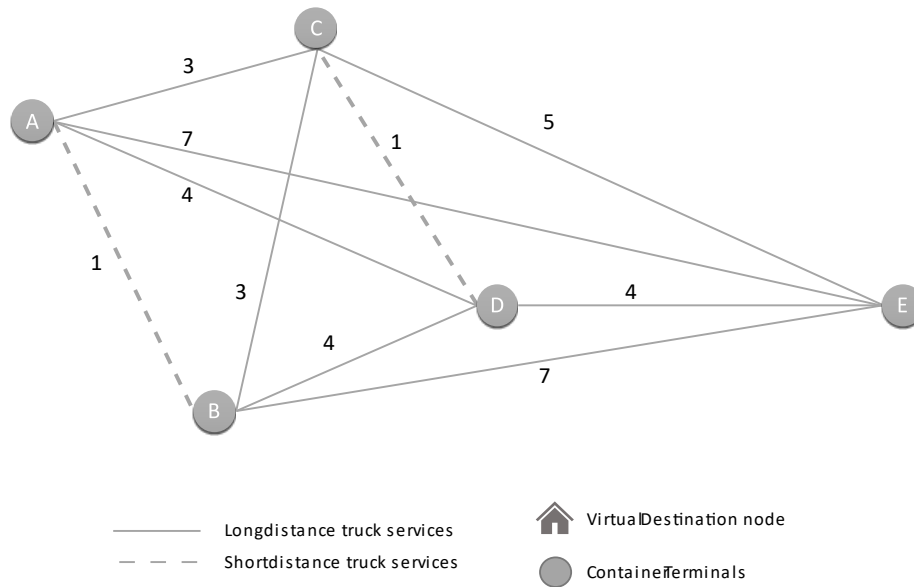 C
3
A
7
5
1
4
1
3
D
4
E
4
7
B
Longdistance truck services
Shortdistance truck services
VirtualDestination node
ContainerTerminals